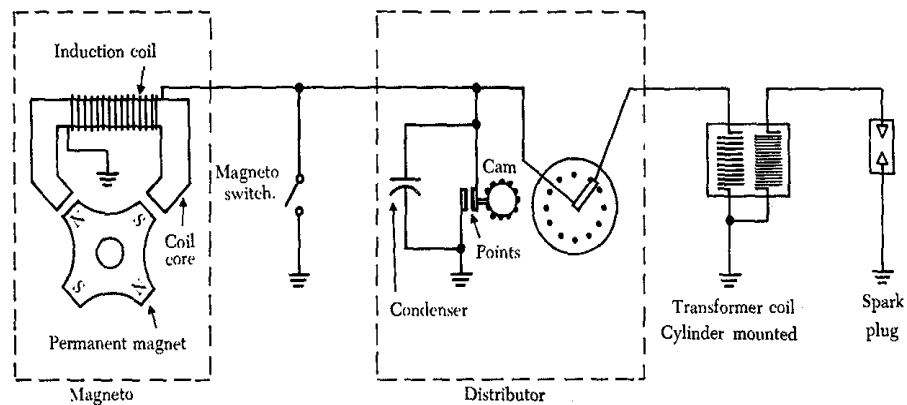 Induction coil
Magneto
switch.
Cam
N
S
Coil
core
Points
S
N
Condenser
Permanent magnet
Transformer coil
Cylinder mounted
Spark
plug
Magneto
Distributor